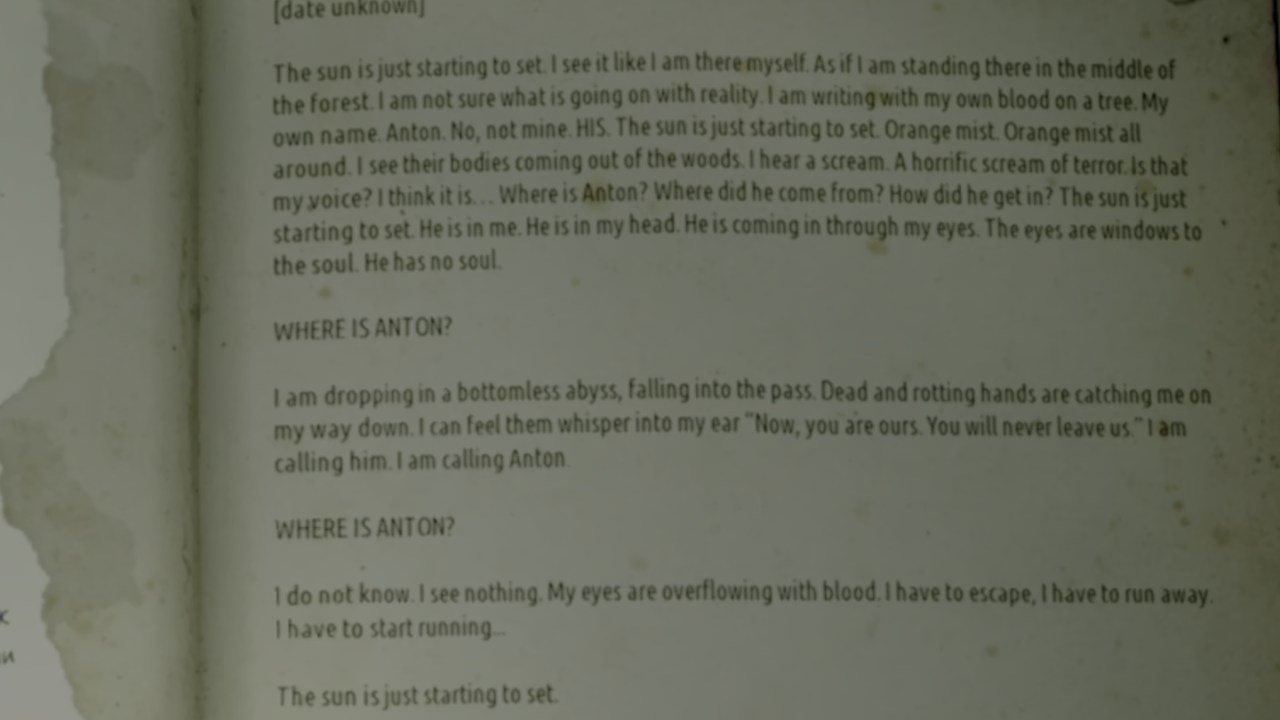 [date unknown]
The sun is just starting to set. I see it like I am there myself. As if I am standing there in the middle of
the forest. I am not sure what is going on with reality. I am writing with my own blood on a tree. My
own name. Anton. No, not mine. HIS. The sun is just starting to set. Orange mist. Orange mist all
around. I see their bodies coming out of the woods. I hear a scream. A horrific scream of terror. Is that
my voice? I think it is... Where is Anton? Where did he come from? How did he get in? The sun is just
starting to set. He is in me. He is in my head. He is coming in through my eyes. The eyes are windows to
the soul. He has no soul.
WHERE IS ANTON?
I am dropping in a bottomless abyss, falling into the pass. Dead and rotting hands are catching me on
my way down. I can feel them whisper into my ear "Now, you are ours. You will never leave us." I am
calling him. I am calling Anton.
WHERE IS ANTON?
I do not know. I see nothing. My eyes are overflowing with blood. I have to escape, I have to run away.
I have to start running...
The sun is just starting to set.